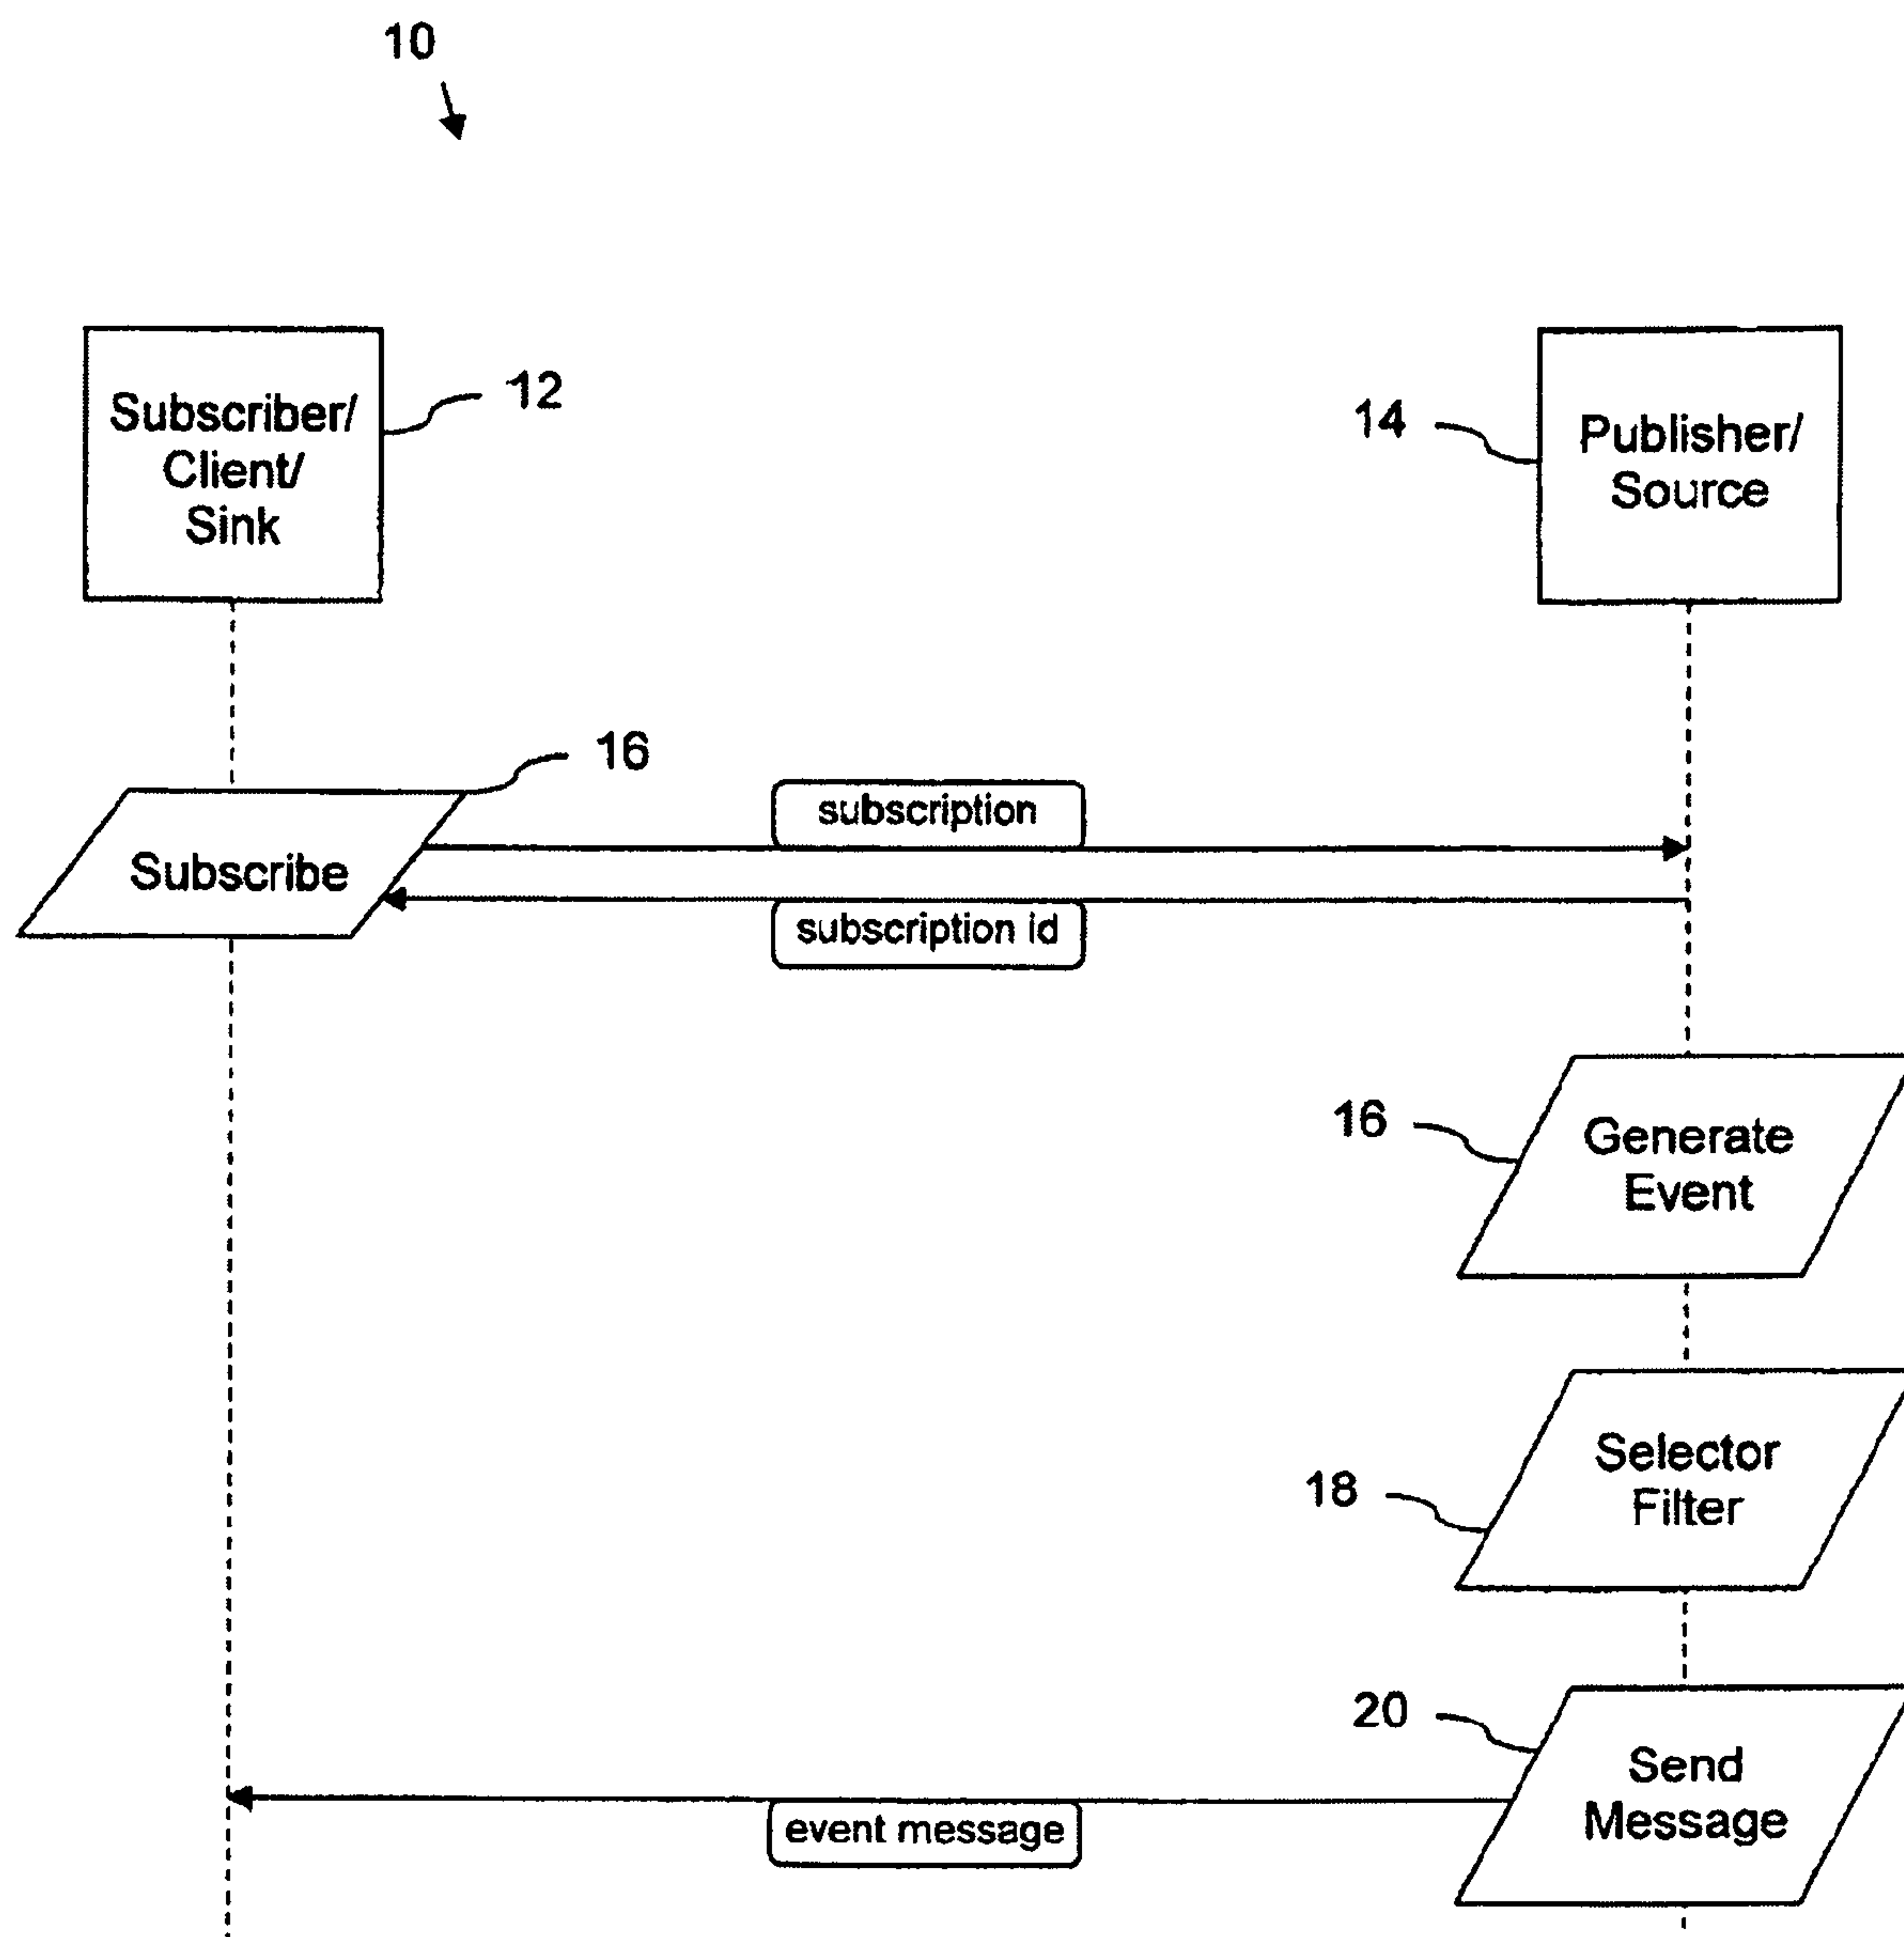 10
Subscriber/
Client/
Sink
12
14
Publisher/
Source
16
Subscribe
subscription
subscription id
16
Generate
Event
18
Selector
Filter
20
Send
Message
event message